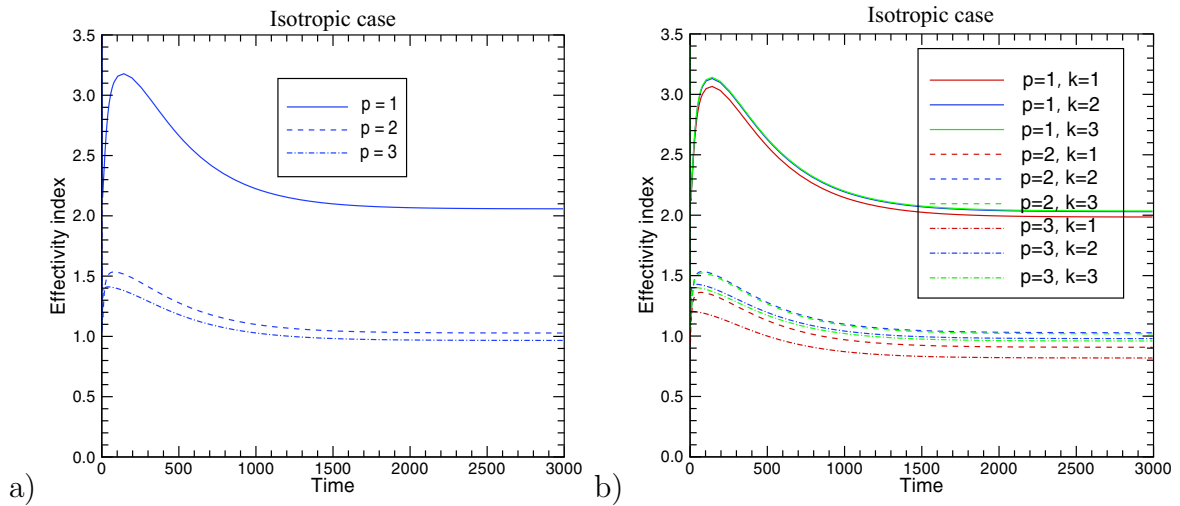 Isotropic case
3.5
3.0
2.5
2.0
1.5
1.0
0.5
0.0
Effectivity index
p = 1
p = 2
p = 3
0 500 1000 1500 2000 2500 3000
Time
a)
Isotropic case
3.5
3.0
2.5
2.0
1.5
1.0
0.5
0.0
Effectivity index
p=1, k=1
p=1, k=2
p=1, k=3
p=2, k=1
p=2, k=2
p=2, k=3
p=3, k=1
p=3, k=2
p=3, k=3
0 500 1000 1500 2000 2500 3000
Time
b)